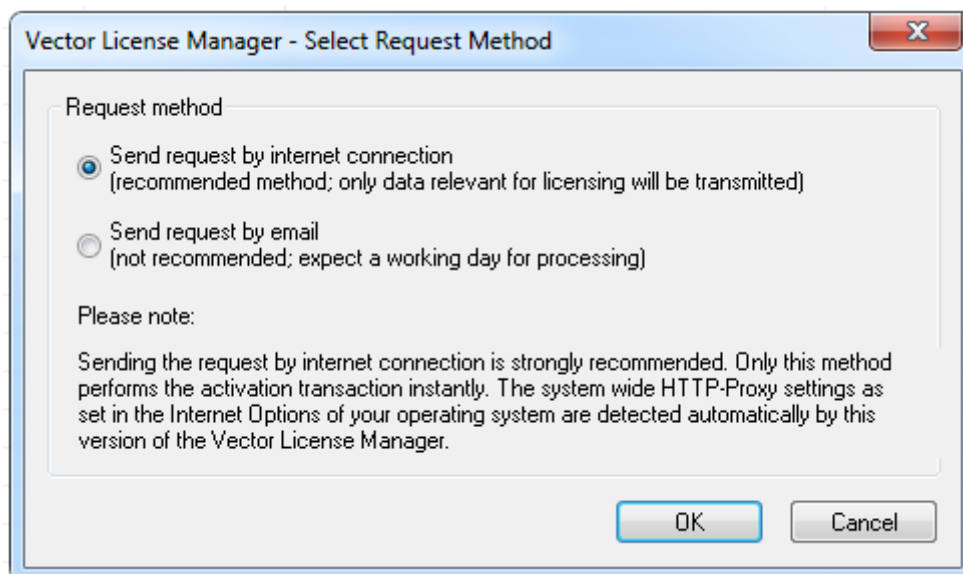 Vector License Manager - Select Request Method
Request method
Send request by internet connection
(recommended method; only data relevant for licensing will be transmitted)
Send request by email
(not recommended; expect a working day for processing)
Please note:
Sending the request by internet connection is strongly recommended. Only this method
performs the activation transaction instantly. The system wide HTTP-Proxy settings as
set in the Internet Options of your operating system are detected automatically by this
version of the Vector License Manager.
OK
Cancel